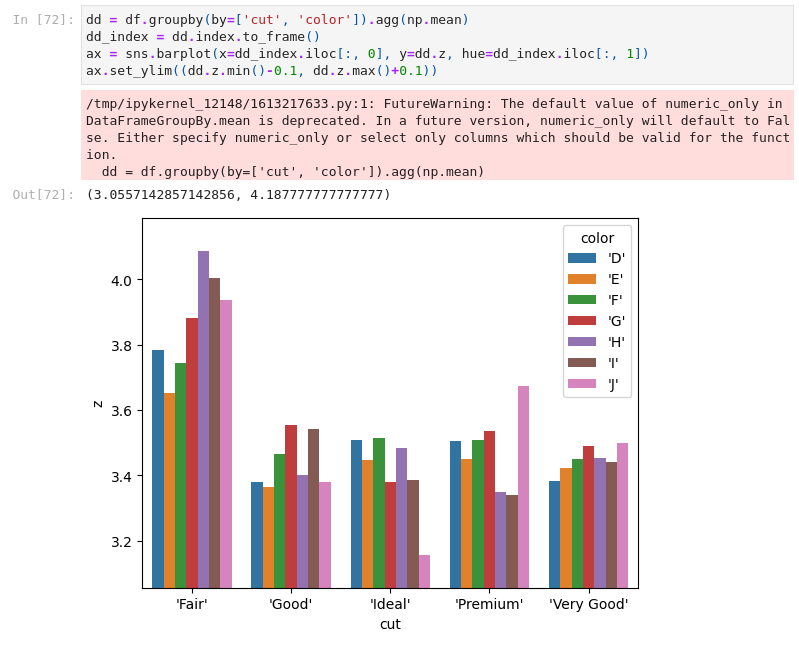 In [72]: dd = df.groupby(by=['cut', 'color']).agg(np.mean)
dd_index = dd.index.to_frame()
ax = sns.barplot(x=dd_index.iloc[:, 0], y=dd.z, hue=dd_index.iloc[:, 1])
ax.set_ylim((dd.z.min()-0.1, dd.z.max()+0.1))
/tmp/ipykernel_12148/1613217633.py:1: FutureWarning: The default value of numeric_only in
DataFrameGroupBy.mean is deprecated. In a future version, numeric_only will default to Fal
se. Either specify numeric_only or select only columns which should be valid for the funct
ion.
  dd = df.groupby(by=['cut', 'color']).agg(np.mean)
Out[72]: (3.0557142857142856, 4.187777777777777)
color
'D'
'E'
'F'
'G'
'H'
'I'
'J'
4.0
3.8
3.6
3.4
3.2
z
'Fair' 'Good' 'Ideal' 'Premium' 'Very Good'
cut